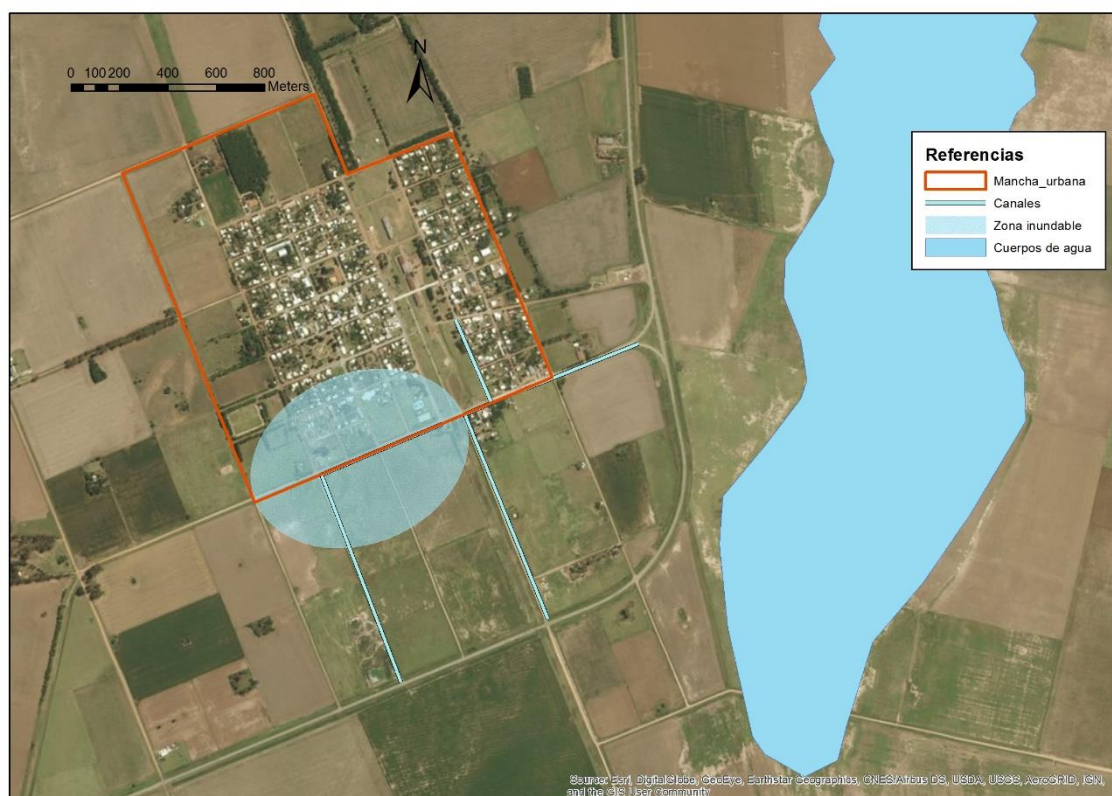 N
0 100 200 400 600 800
Meters
Referencias
Mancha_urbana
Canales
Zona inundable
Cuerpos de agua
Source: Esri, DigitalGlobe, GeoEye, Earthstar Geographics, CNES/Airbus DS, USDA, USGS, AeroGRID, IGN,
and the GIS User Community